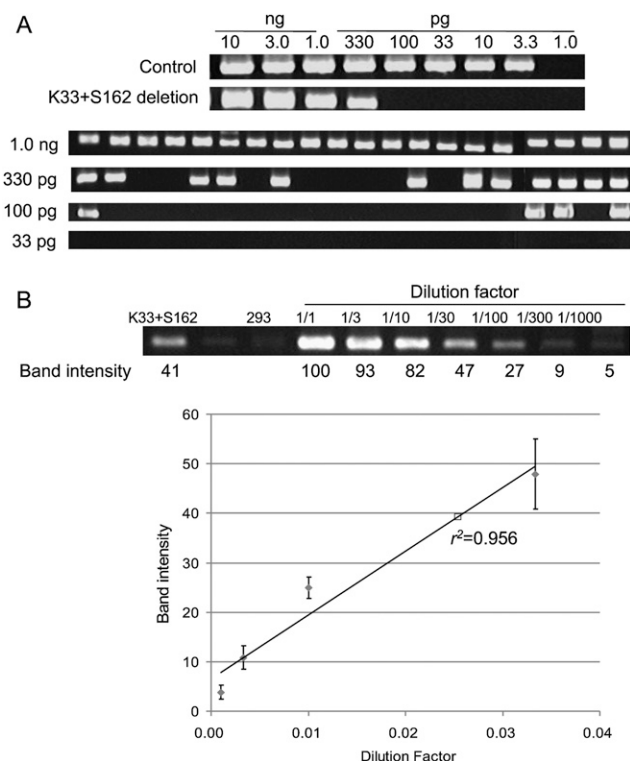 A
ng pg
10 3.0 1.0 330 100 33 10 3.3 1.0
Control
K33+S162 deletion
1.0 ng
330 pg
100 pg
33 pg
B
Dilution factor
K33+S162 293 1/1 1/3 1/10 1/30 1/100 1/300 1/1000
Band intensity 41 100 93 82 47 27 9 5
60
50
40
30
20
10
0
Band intensity
r²=0.956
0.00 0.01 0.02 0.03 0.04
Dilution Factor